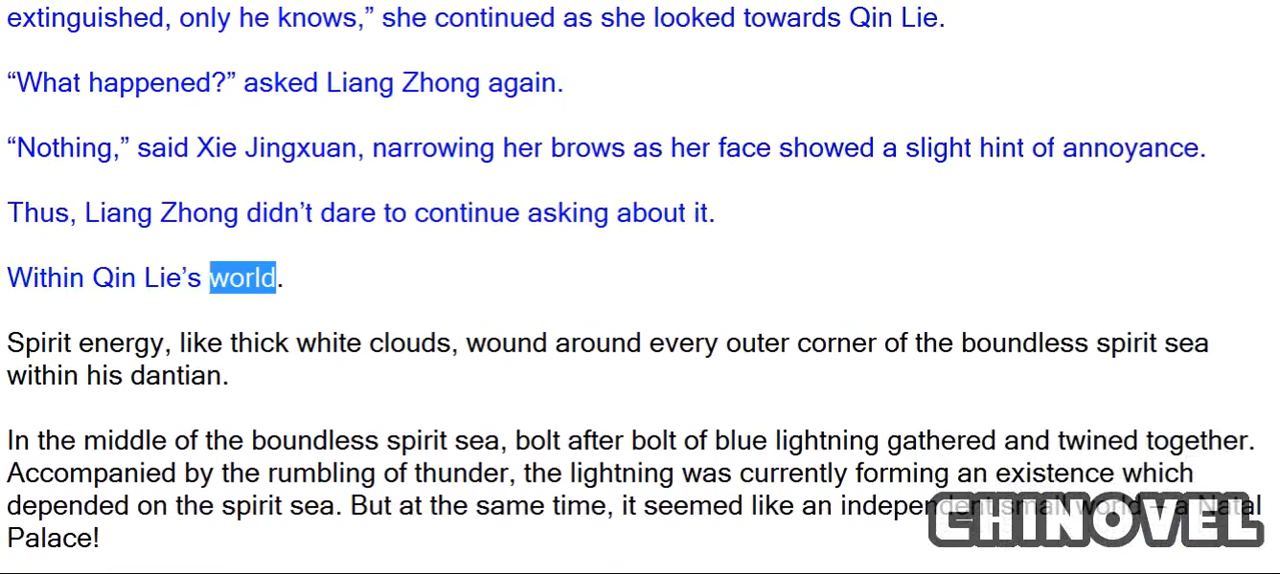 extinguished, only he knows,” she continued as she looked towards Qin Lie.
“What happened?” asked Liang Zhong again.
“Nothing,” said Xie Jingxuan, narrowing her brows as her face showed a slight hint of annoyance.
Thus, Liang Zhong didn’t dare to continue asking about it.
Within Qin Lie’s world.
Spirit energy, like thick white clouds, wound around every outer corner of the boundless spirit sea
within his dantian.
In the middle of the boundless spirit sea, bolt after bolt of blue lightning gathered and twined together.
Accompanied by the rumbling of thunder, the lightning was currently forming an existence which
depended on the spirit sea. But at the same time, it seemed like an independent small world – a Natal
Palace!
CHINOVEL